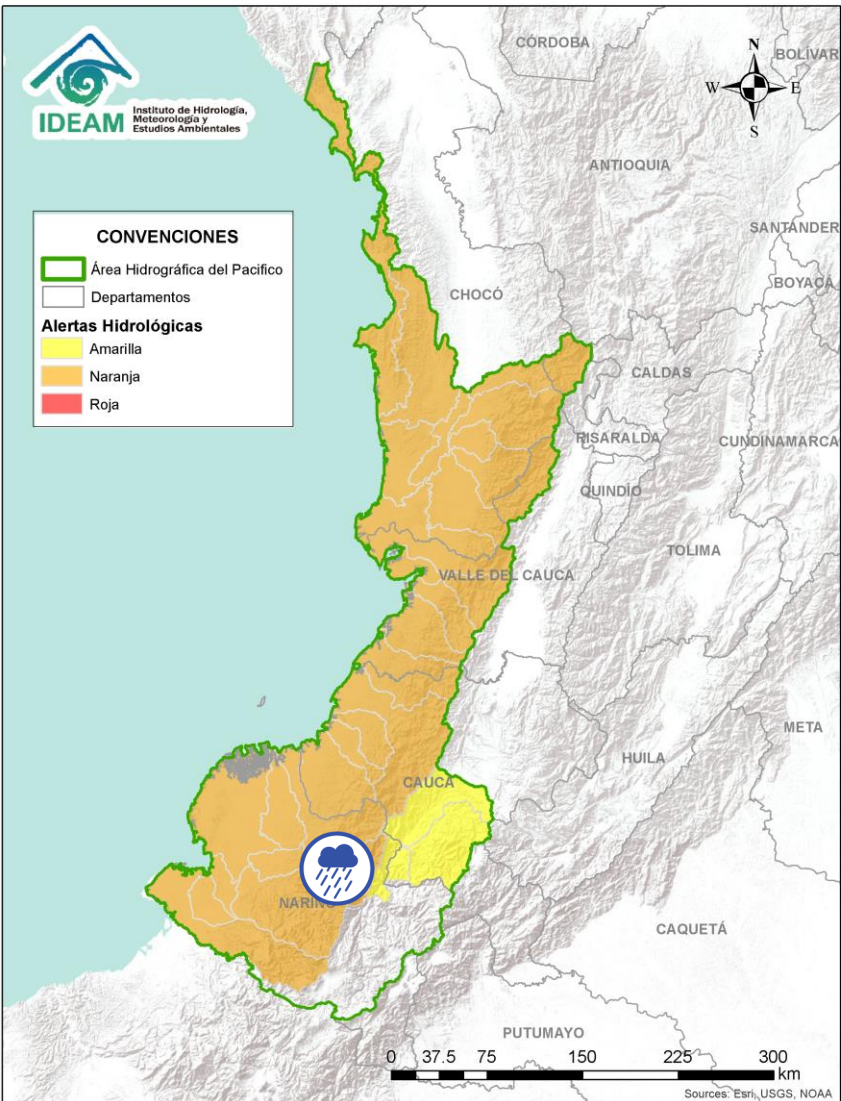 IDEAM
Instituto de Hidrología,
Meteorología y
Estudios Ambientales
N
W
E
S
CÓRDOBA
BOLÍVAR
ANTIOQUIA
SANTANDER
BOYACÁ
CONVENCIONES
Área Hidrográfica del Pacifico
Departamentos
Alertas Hidrológicas
Amarilla
Naranja
Roja
CHOCÓ
CALDAS
RISARALDA
CUNDINAMARCA
QUINDÍO
TOLIMA
VALLE DEL CAUCA
META
HUILA
CAUCA
NARIÑO
CAQUETÁ
PUTUMAYO
0 37.5 75 150 225 300
km
Sources: Esri, USGS, NOAA